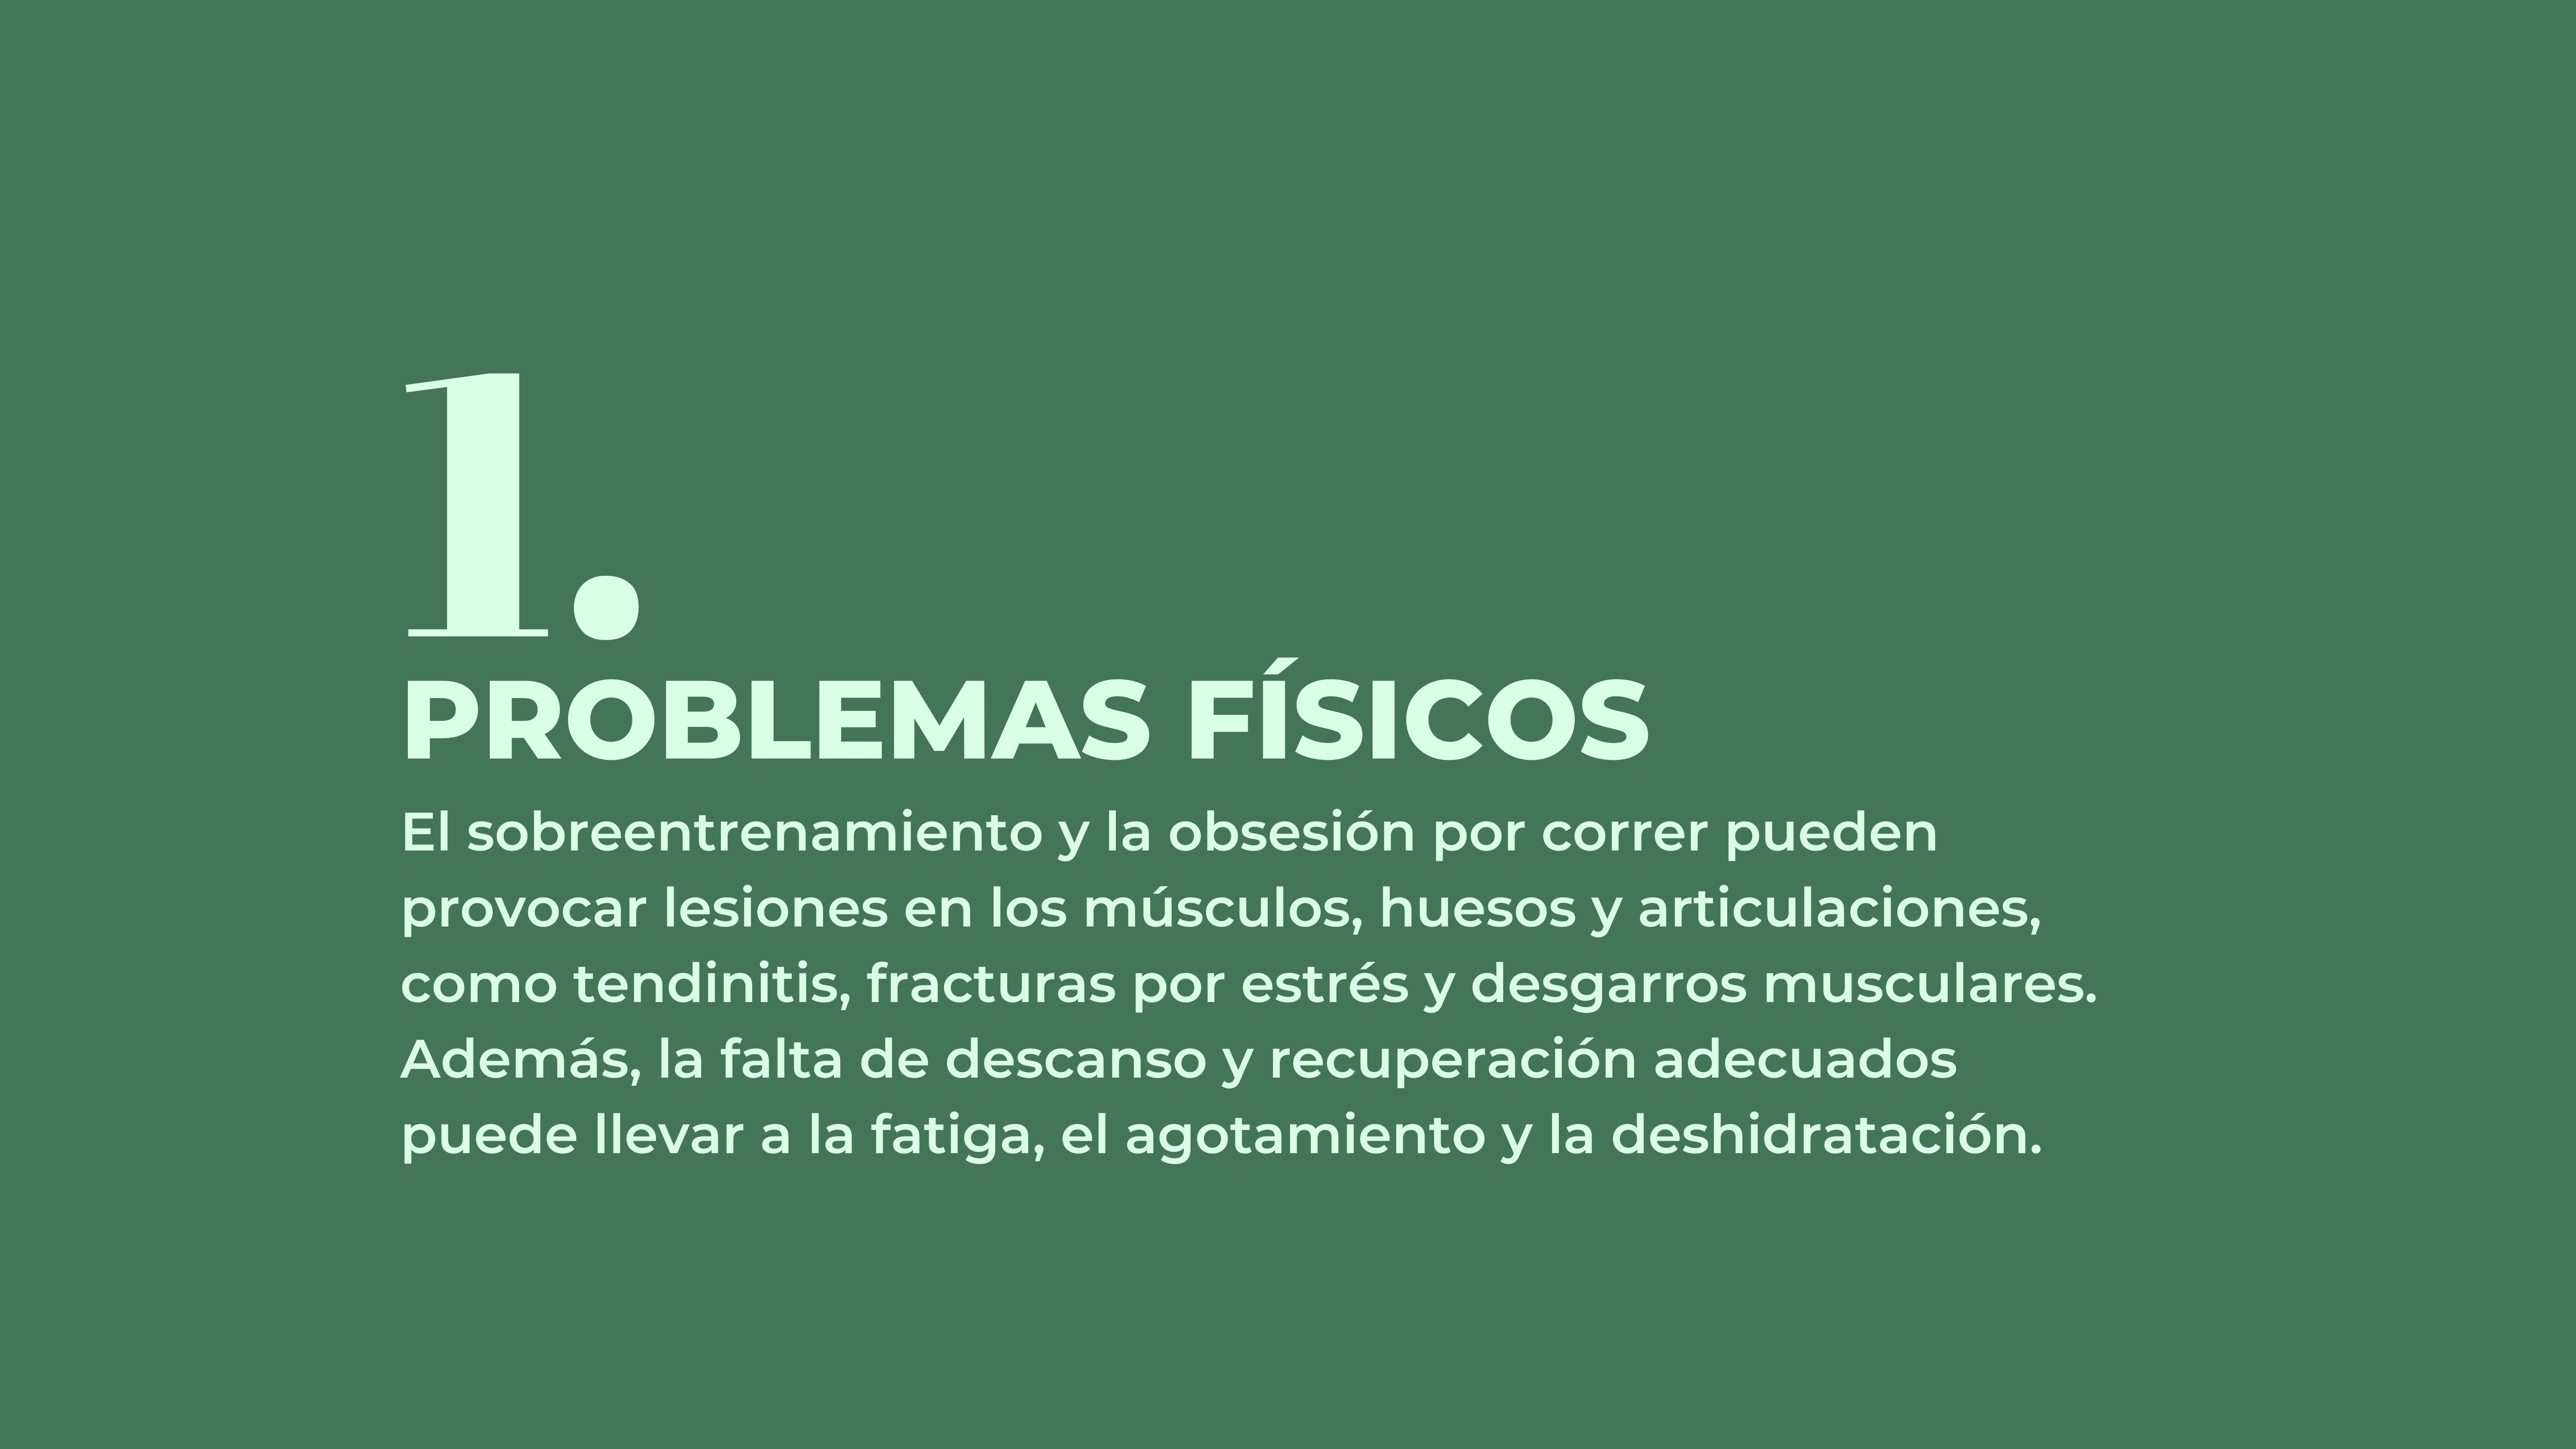 1.
PROBLEMAS FÍSICOS
El sobreentrenamiento y la obsesión por correr pueden
provocar lesiones en los músculos, huesos y articulaciones,
como tendinitis, fracturas por estrés y desgarros musculares.
Además, la falta de descanso y recuperación adecuados
puede llevar a la fatiga, el agotamiento y la deshidratación.